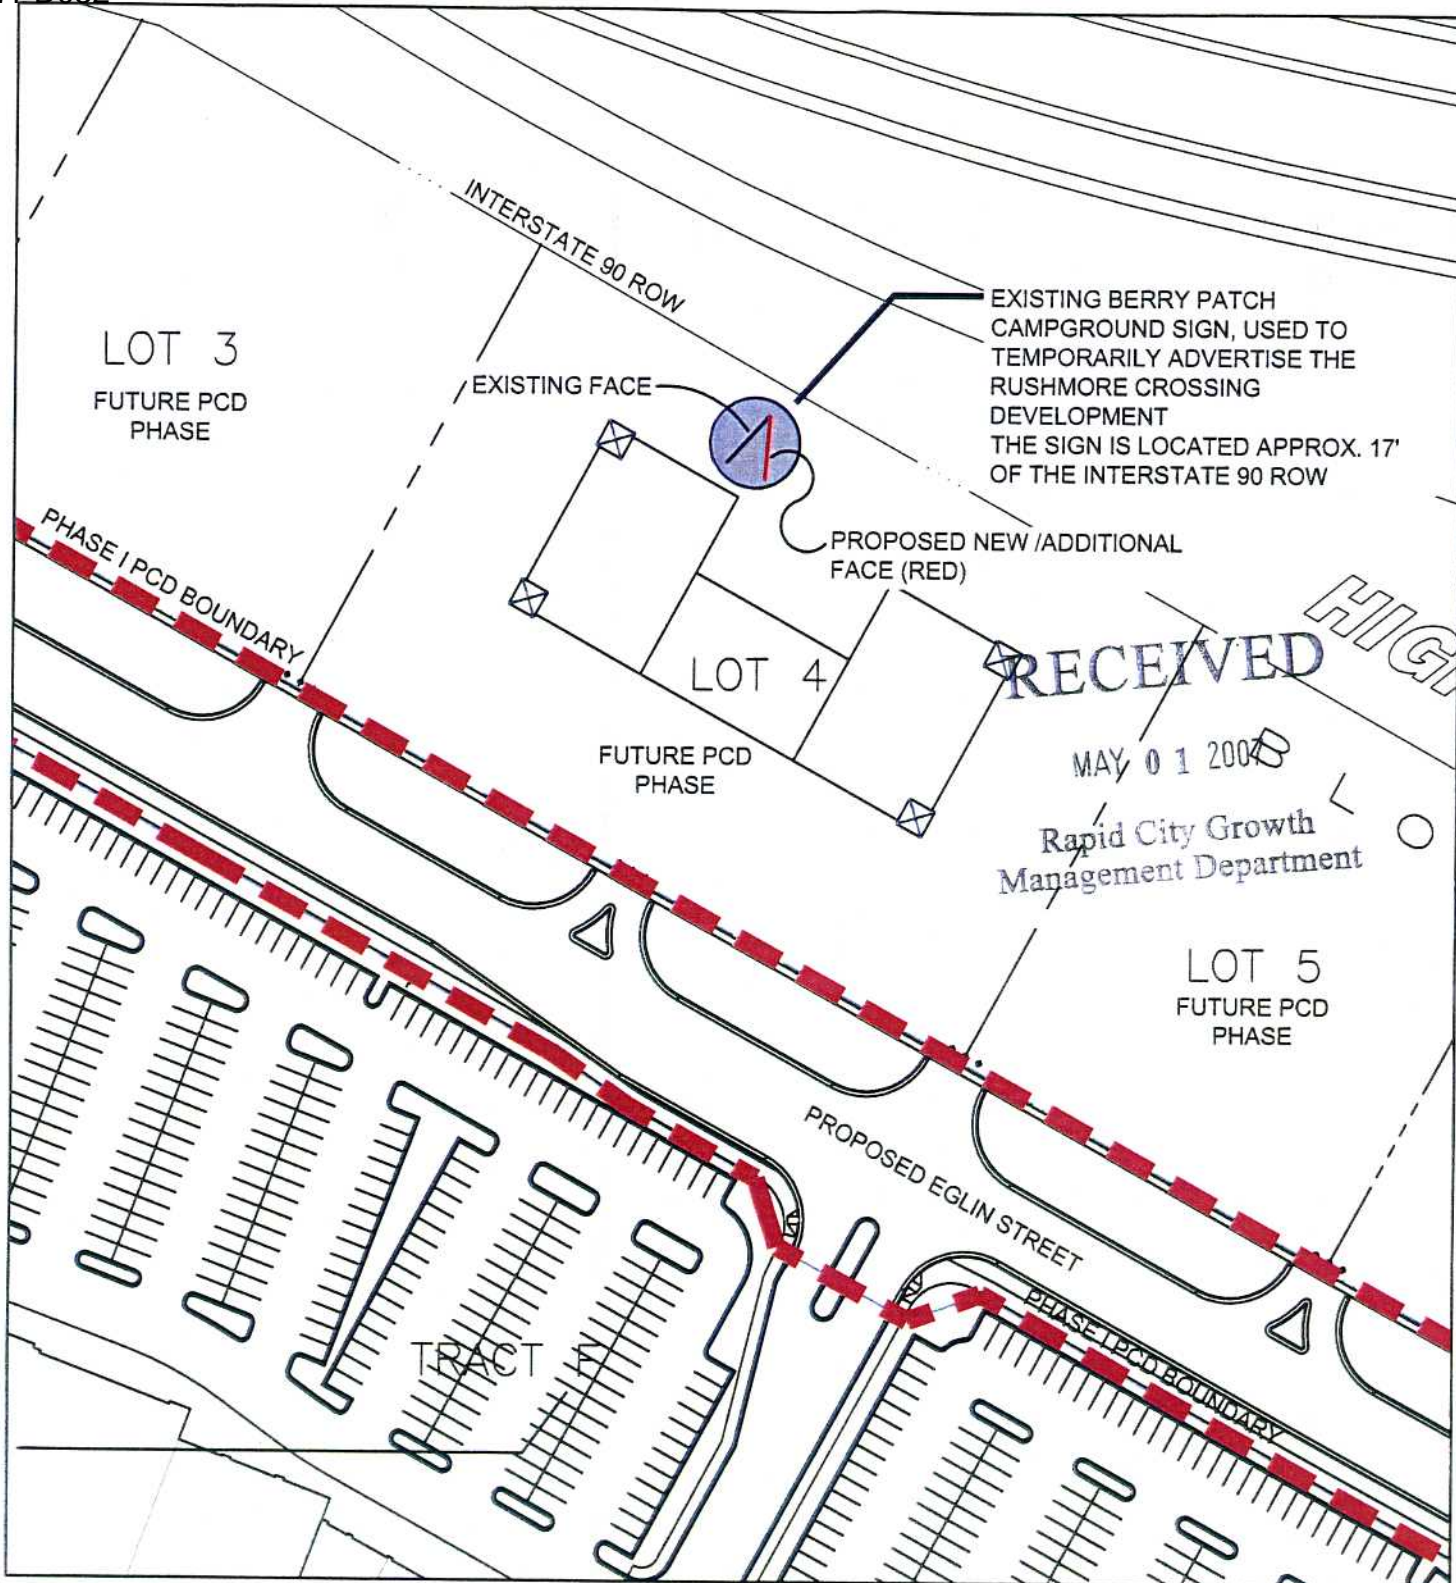 INTERSTATE 90 ROW
EXISTING BERRY PATCH
CAMPGROUND SIGN, USED TO
TEMPORARILY ADVERTISE THE
RUSHMORE CROSSING
DEVELOPMENT
THE SIGN IS LOCATED APPROX. 17'
OF THE INTERSTATE 90 ROW
LOT 3
FUTURE PCD
PHASE
EXISTING FACE
PROPOSED NEW /ADDITIONAL
FACE (RED)
PHASE I PCD BOUNDARY
HIGH
LOT 4
FUTURE PCD
PHASE
RECEIVED
MAY 01 2007
B L O
Rapid City Growth
Management Department
LOT 5
FUTURE PCD
PHASE
PROPOSED EGLIN STREET
PHASE I PCD BOUNDARY
TRACT F